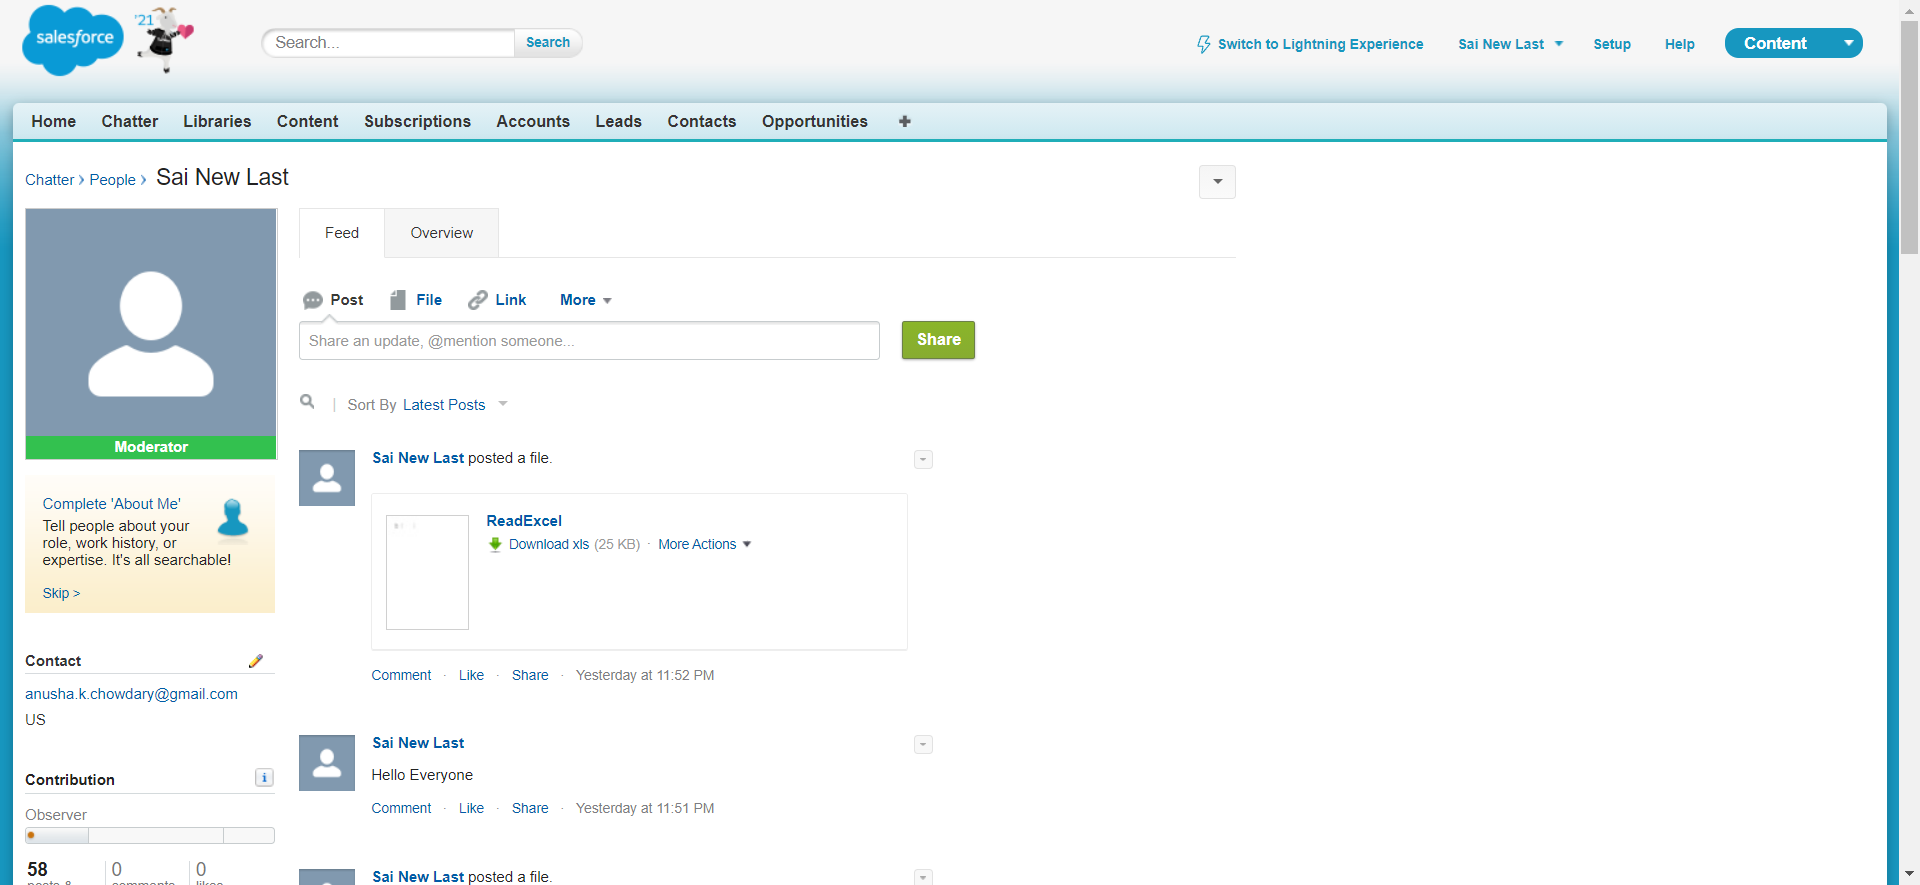 salesforce
'21
Search...
Search
Switch to Lightning Experience
Sai New Last
Setup
Help
Content
Home
Chatter
Libraries
Content
Subscriptions
Accounts
Leads
Contacts
Opportunities
Chatter › People › Sai New Last
Moderator
Complete 'About Me'
Tell people about your
role, work history, or
expertise. It's all searchable!
Skip >
Contact
anusha.k.chowdary@gmail.com
US
Contribution
Observer
58
0
0
posts &
comments
likes
Feed
Overview
Post
File
Link
More
Share an update, @mention someone...
Share
Sort By Latest Posts
Sai New Last posted a file.
ReadExcel
Download xls (25 KB) · More Actions
Comment · Like · Share · Yesterday at 11:52 PM
Sai New Last
Hello Everyone
Comment · Like · Share · Yesterday at 11:51 PM
Sai New Last posted a file.